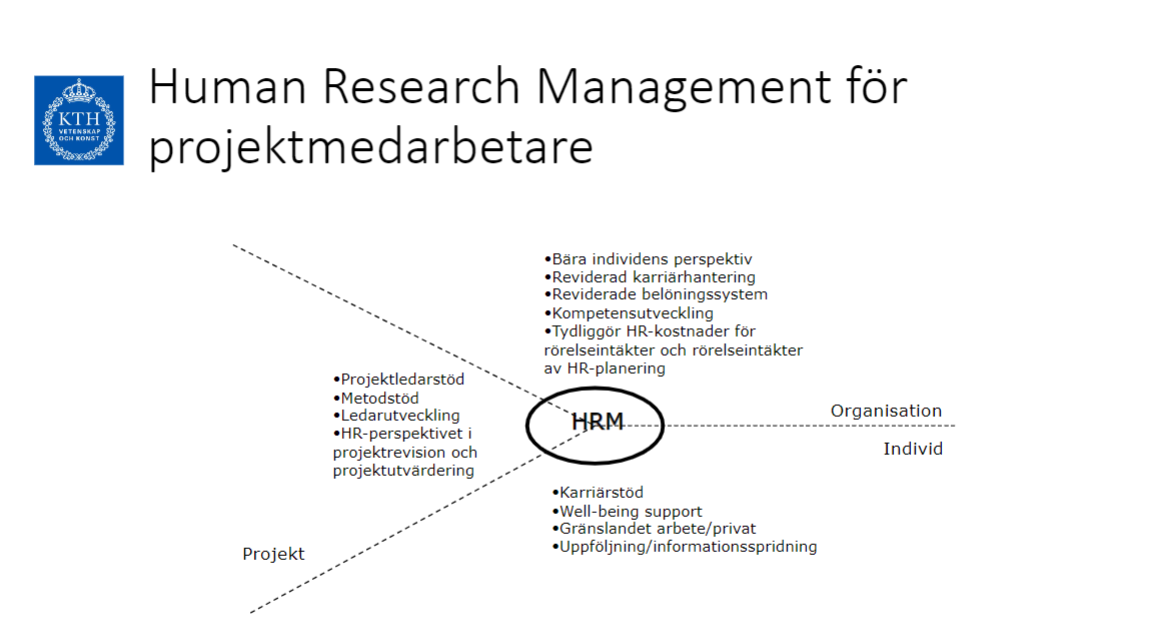 KTH
VETENSKAP
OCH KONST
Human Research Management för
projektmedarbetare
•Bära individens perspektiv
•Reviderad karriärhantering
•Reviderade belöningssystem
•Kompetensutveckling
•Tydliggör HR-kostnader för
rörelseintäkter och rörelseintäkter
av HR-planering
•Projektledarstöd
•Metodstöd
•Ledarutveckling
•HR-perspektivet i
projektrevision och
projektutvärdering
HRM
Organisation
Individ
•Karriärstöd
•Well-being support
•Gränslandet arbete/privat
•Uppföljning/informationsspridning
Projekt